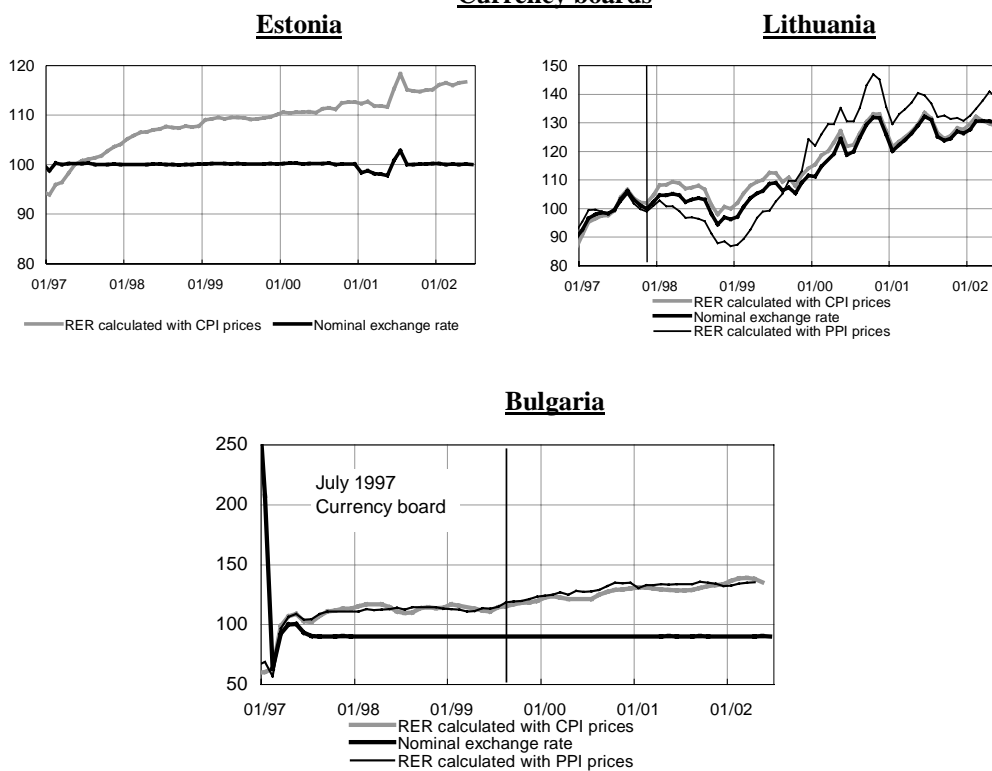 Currency boards
Estonia
120
110
100
90
80
01/97 01/98 01/99 01/00 01/01 01/02
RER calculated with CPI prices Nominal exchange rate
Lithuania
150
140
130
120
110
100
90
80
01/97 01/98 01/99 01/00 01/01 01/02
RER calculated with CPI prices
Nominal exchange rate
RER calculated with PPI prices
Bulgaria
250
200
150
100
50
July 1997
Currency board
01/97 01/98 01/99 01/00 01/01 01/02
RER calculated with CPI prices
Nominal exchange rate
RER calculated with PPI prices